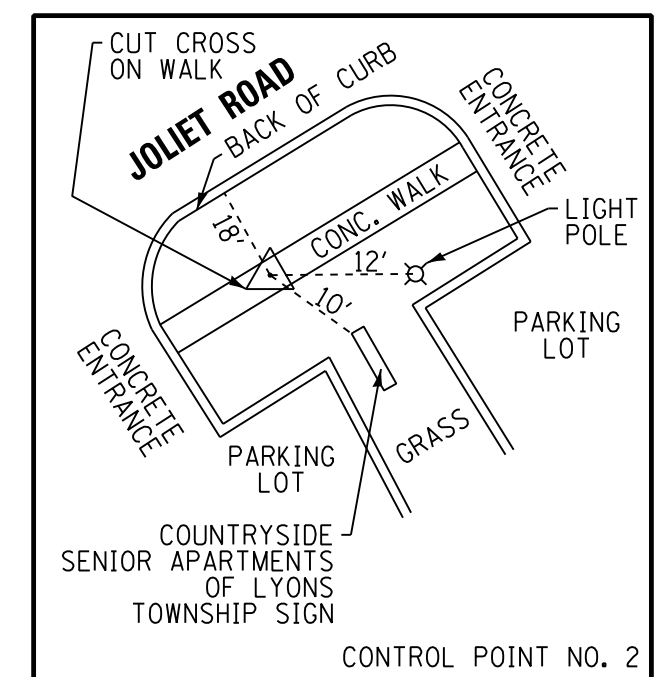 CUT CROSS
ON WALK
JOLIET ROAD
BACK OF CURB
CONCRETE
ENTRANCE
CONC. WALK
LIGHT
POLE
18'
12'
10'
PARKING
LOT
CONCRETE
ENTRANCE
GRASS
PARKING
LOT
COUNTRYSIDE
SENIOR APARTMENTS
OF LYONS
TOWNSHIP SIGN
CONTROL POINT NO. 2